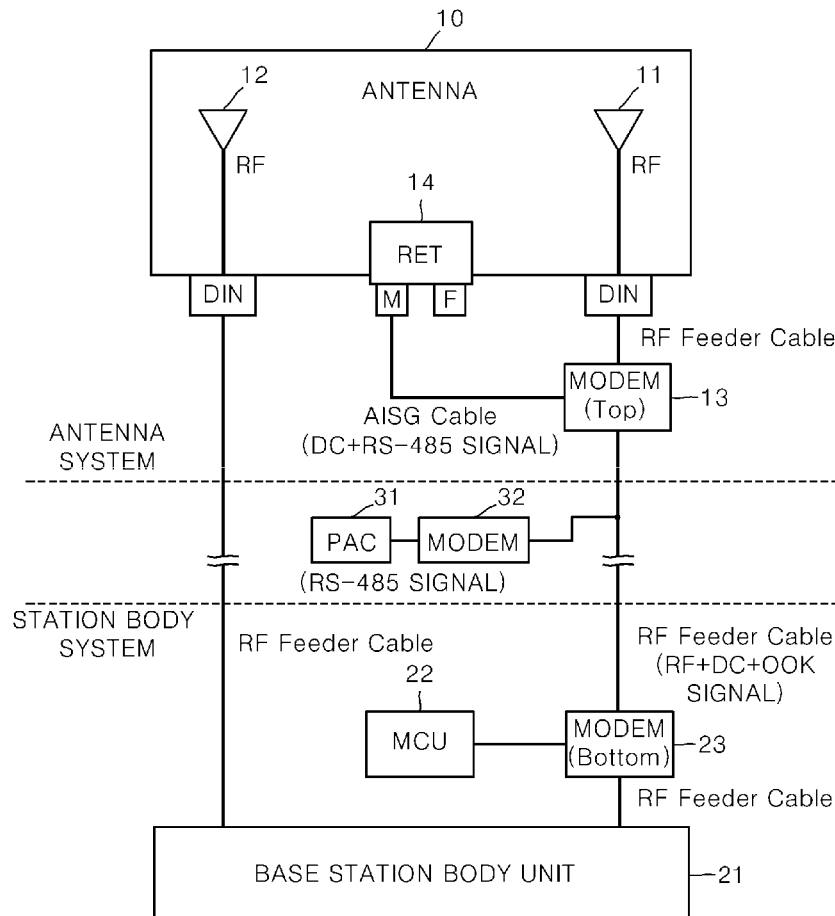 10
12
ANTENNA
11
RF
RF
14
RET
DIN
M
F
DIN
RF Feeder Cable
MODEM
(Top)
13
AISG Cable
(DC+RS-485 SIGNAL)
ANTENNA
SYSTEM
31
32
PAC
MODEM
(RS-485 SIGNAL)
STATION BODY
SYSTEM
RF Feeder Cable
RF Feeder Cable
(RF+DC+OOK
SIGNAL)
22
MCU
MODEM
(Bottom)
23
RF Feeder Cable
BASE STATION BODY UNIT
21